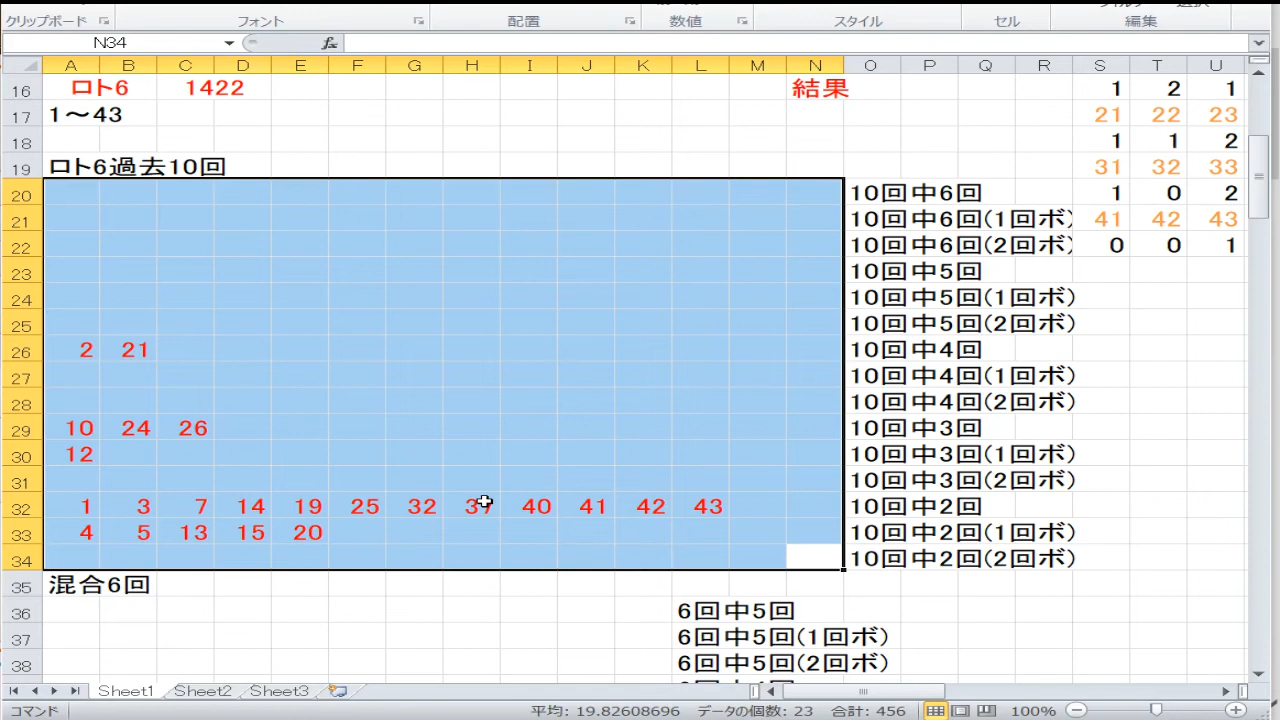 クリップボード フォント 配置 数値 スタイル セル 編集
N34 fx
A B C D E F G H I J K L M N O P Q R S T U
16 ロト6 1422 結果 1 2 1
17 1～43 21 22 23
18 1 1 2
19 ロト6過去10回 31 32 33
20 10回中6回 1 0 2
21 10回中6回(1回ボ) 41 42 43
22 10回中6回(2回ボ) 0 0 1
23 10回中5回
24 10回中5回(1回ボ)
25 10回中5回(2回ボ)
26 2 21 10回中4回
27 10回中4回(1回ボ)
28 10回中4回(2回ボ)
29 10 24 26 10回中3回
30 12 10回中3回(1回ボ)
31 10回中3回(2回ボ)
32 1 3 7 14 19 25 32 37 40 41 42 43 10回中2回
33 4 5 13 15 20 10回中2回(1回ボ)
34 10回中2回(2回ボ)
35 混合6回
36 6回中5回
37 6回中5回(1回ボ)
38 6回中5回(2回ボ)
Sheet1 Sheet2 Sheet3
コマンド 平均: 19.82608696 データの個数: 23 合計: 456 100%